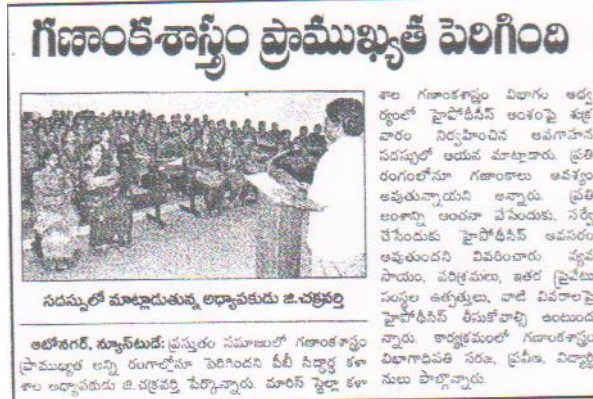 గణాంకశాస్త్రం ప్రాముఖ్యత పెరిగింది
సదస్సులో మాట్లాడుతున్న అధ్యాపకుడు జి.చక్రవర్తి
ఆటోనగర్, న్యూస్‌టుడే: ప్రస్తుతం సమాజంలో గణాంకశాస్త్రం
ప్రాముఖ్యత అన్ని రంగాల్లోనూ పెరిగిందని పీబీ సిద్ధార్థ కళా
శాల అధ్యాపకుడు జి.చక్రవర్తి పేర్కొన్నారు. మారిస్ స్టెల్లా కళా
శాల గణాంకశాస్త్రం విభాగం ఆధ్వ
ర్యంలో హైపోథీసిస్ అంశంపై శుక్ర
వారం నిర్వహించిన అవగాహన
సదస్సులో ఆయన మాట్లాడారు. ప్రతి
రంగంలోనూ గణాంకాలు అవశ్యం
అవుతున్నాయని అన్నారు. ప్రతి
అంశాన్ని అంచనా వేసేందుకు, సర్వే
చేసేందుకు హైపోథీసిస్ అవసరం
అవుతుందని వివరించారు. వ్యవ
సాయం, పరిశ్రమలు, ఇతర ప్రైవేటు
సంస్థల ఉత్పత్తులు, వాటి వివరాలపై
హైపోథీసిస్ తీసుకోవాల్సి ఉంటుంద
న్నారు. కార్యక్రమంలో గణాంకశాస్త్రం
విభాగాధిపతి సరిజ, ప్రవీణ, విద్యార్థి
నులు పాల్గొన్నారు.